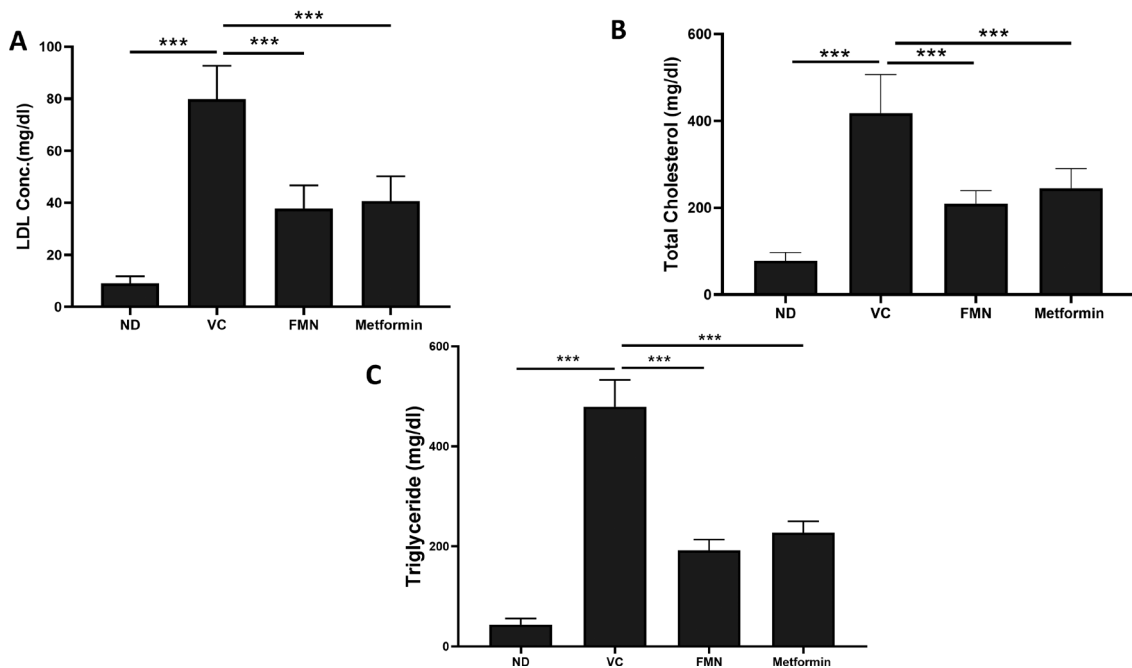 A
LDL Conc.(mg/dl)
100
80
60
40
20
0
***
***
***
ND
VC
FMN
Metformin
B
Total Cholesterol (mg/dl)
600
400
200
0
***
***
***
ND
VC
FMN
Metformin
C
Triglyceride (mg/dl)
600
400
200
0
***
***
***
ND
VC
FMN
Metformin